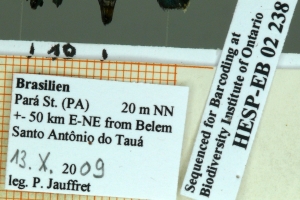 Brasilien
Pará St. (PA) 20 m NN
+- 50 km E-NE from Belem
Santo Antônio do Tauá
13. X. 2009
leg. P. Jauffret
Sequenced for Barcoding at
Biodiversity Institute of Ontario
HESP-EB 02 238